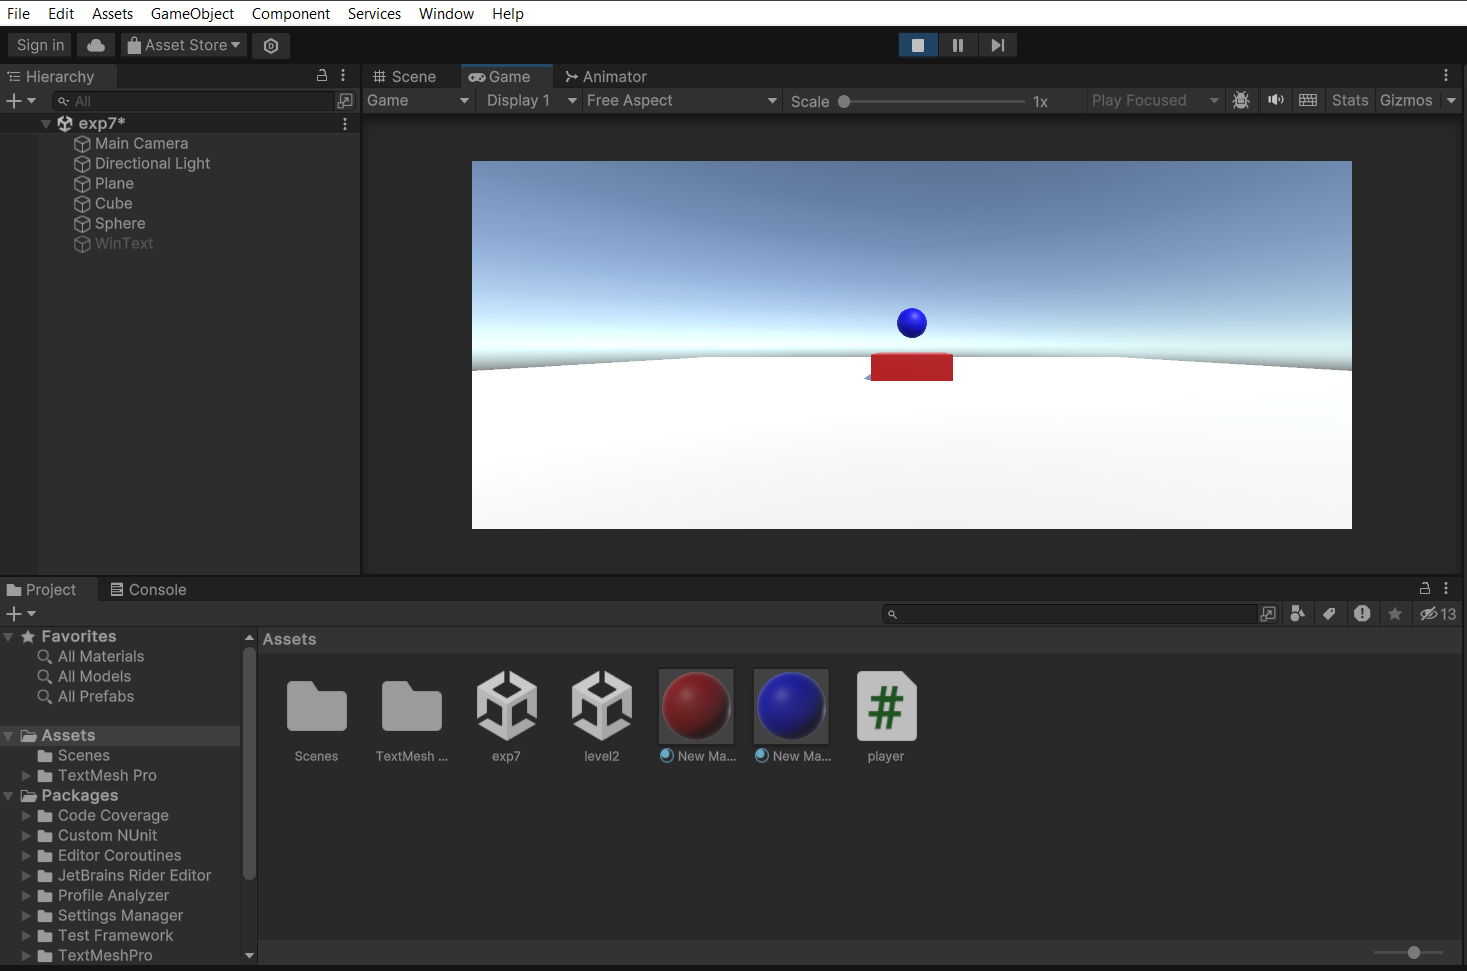 File Edit Assets GameObject Component Services Window Help
Sign in Asset Store
Hierarchy
All
exp7*
Main Camera
Directional Light
Plane
Cube
Sphere
WinText
Scene Game Animator
Game Display 1 Free Aspect Scale 1x Play Focused Stats Gizmos
Project Console
13
Favorites
All Materials
All Models
All Prefabs
Assets
Scenes
TextMesh Pro
Packages
Code Coverage
Custom NUnit
Editor Coroutines
JetBrains Rider Editor
Profile Analyzer
Settings Manager
Test Framework
TextMeshPro
Assets
Scenes TextMesh ... exp7 level2 New Ma... New Ma... player
#